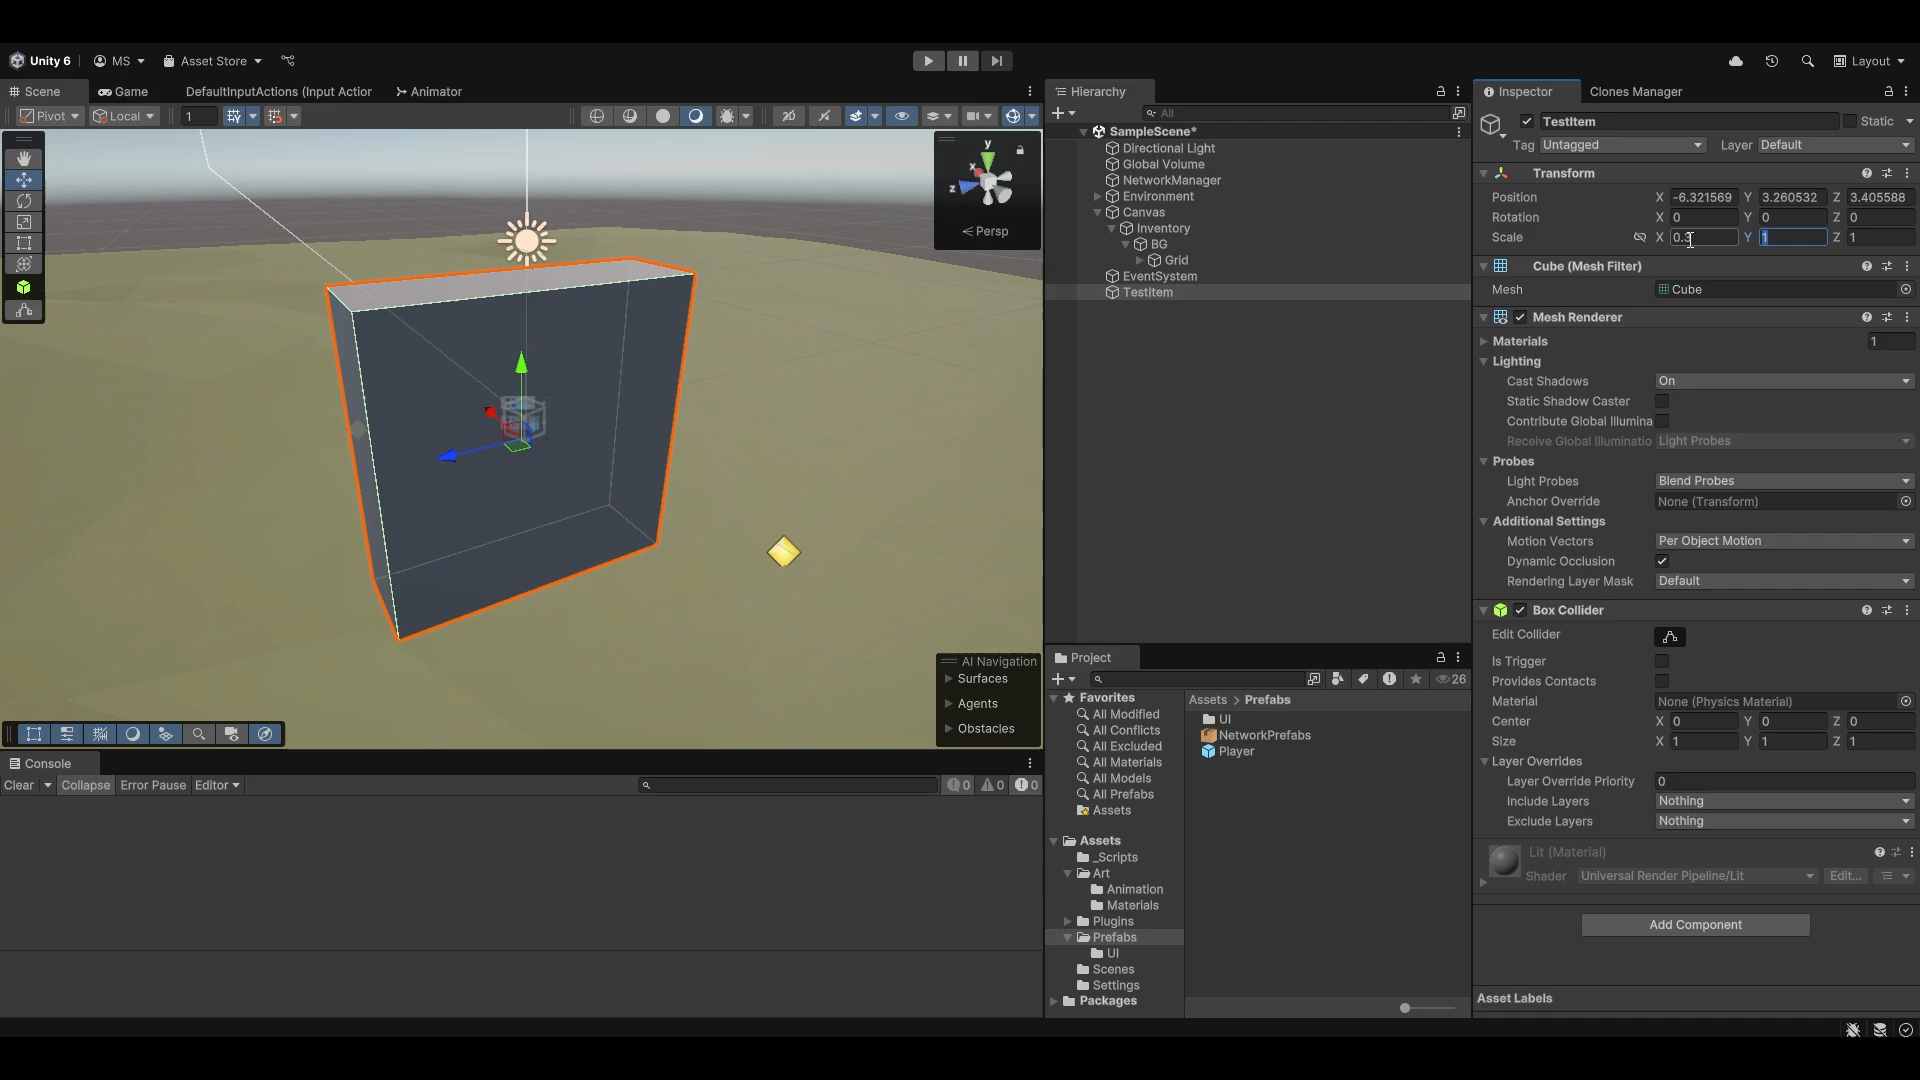 Unity 6
MS
Asset Store
Layout
Scene
Game
DefaultInputActions (Input Action
Animator
Pivot
Local
1
2D
y
x
z
Persp
AI Navigation
Surfaces
Agents
Obstacles
Console
Clear
Collapse
Error Pause
Editor
0
0
0
Hierarchy
All
SampleScene*
Directional Light
Global Volume
NetworkManager
Environment
Canvas
Inventory
BG
Grid
EventSystem
TestItem
Project
26
Favorites
All Modified
All Conflicts
All Excluded
All Materials
All Models
All Prefabs
Assets
Assets
_Scripts
Art
Animation
Materials
Plugins
Prefabs
UI
Scenes
Settings
Packages
Assets > Prefabs
UI
NetworkPrefabs
Player
Inspector
Clones Manager
TestItem
Static
Tag Untagged Layer Default
Transform
Position X -6.321569 Y 3.260532 Z 3.405588
Rotation X 0 Y 0 Z 0
Scale X 0.3 Y 1 Z 1
Cube (Mesh Filter)
Mesh Cube
Mesh Renderer
Materials 1
Lighting
Cast Shadows On
Static Shadow Caster
Contribute Global Illumina
Receive Global Illuminatio Light Probes
Probes
Light Probes Blend Probes
Anchor Override None (Transform)
Additional Settings
Motion Vectors Per Object Motion
Dynamic Occlusion
Rendering Layer Mask Default
Box Collider
Edit Collider
Is Trigger
Provides Contacts
Material None (Physics Material)
Center X 0 Y 0 Z 0
Size X 1 Y 1 Z 1
Layer Overrides
Layer Override Priority 0
Include Layers Nothing
Exclude Layers Nothing
Lit (Material)
Shader Universal Render Pipeline/Lit Edit...
Add Component
Asset Labels